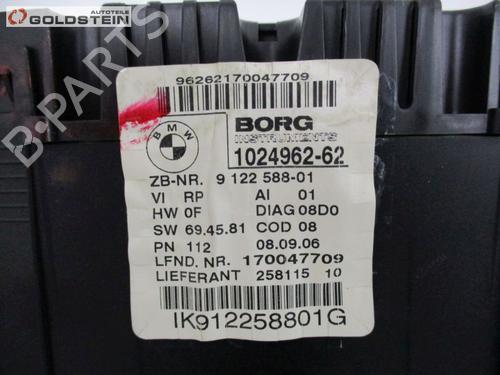 Autoteile
GOLDSTEIN
B-PARTS
96262170047709
BMW
BORG
INSTRUMENTS
1024962-62
ZB-NR. 9 122 588-01
VI RP AI 01
HW 0F DIAG 08D0
SW 69.45.81 COD 08
PN 112 08.09.06
LFND. NR. 170047709
LIEFERANT 258115 10
IK912258801G